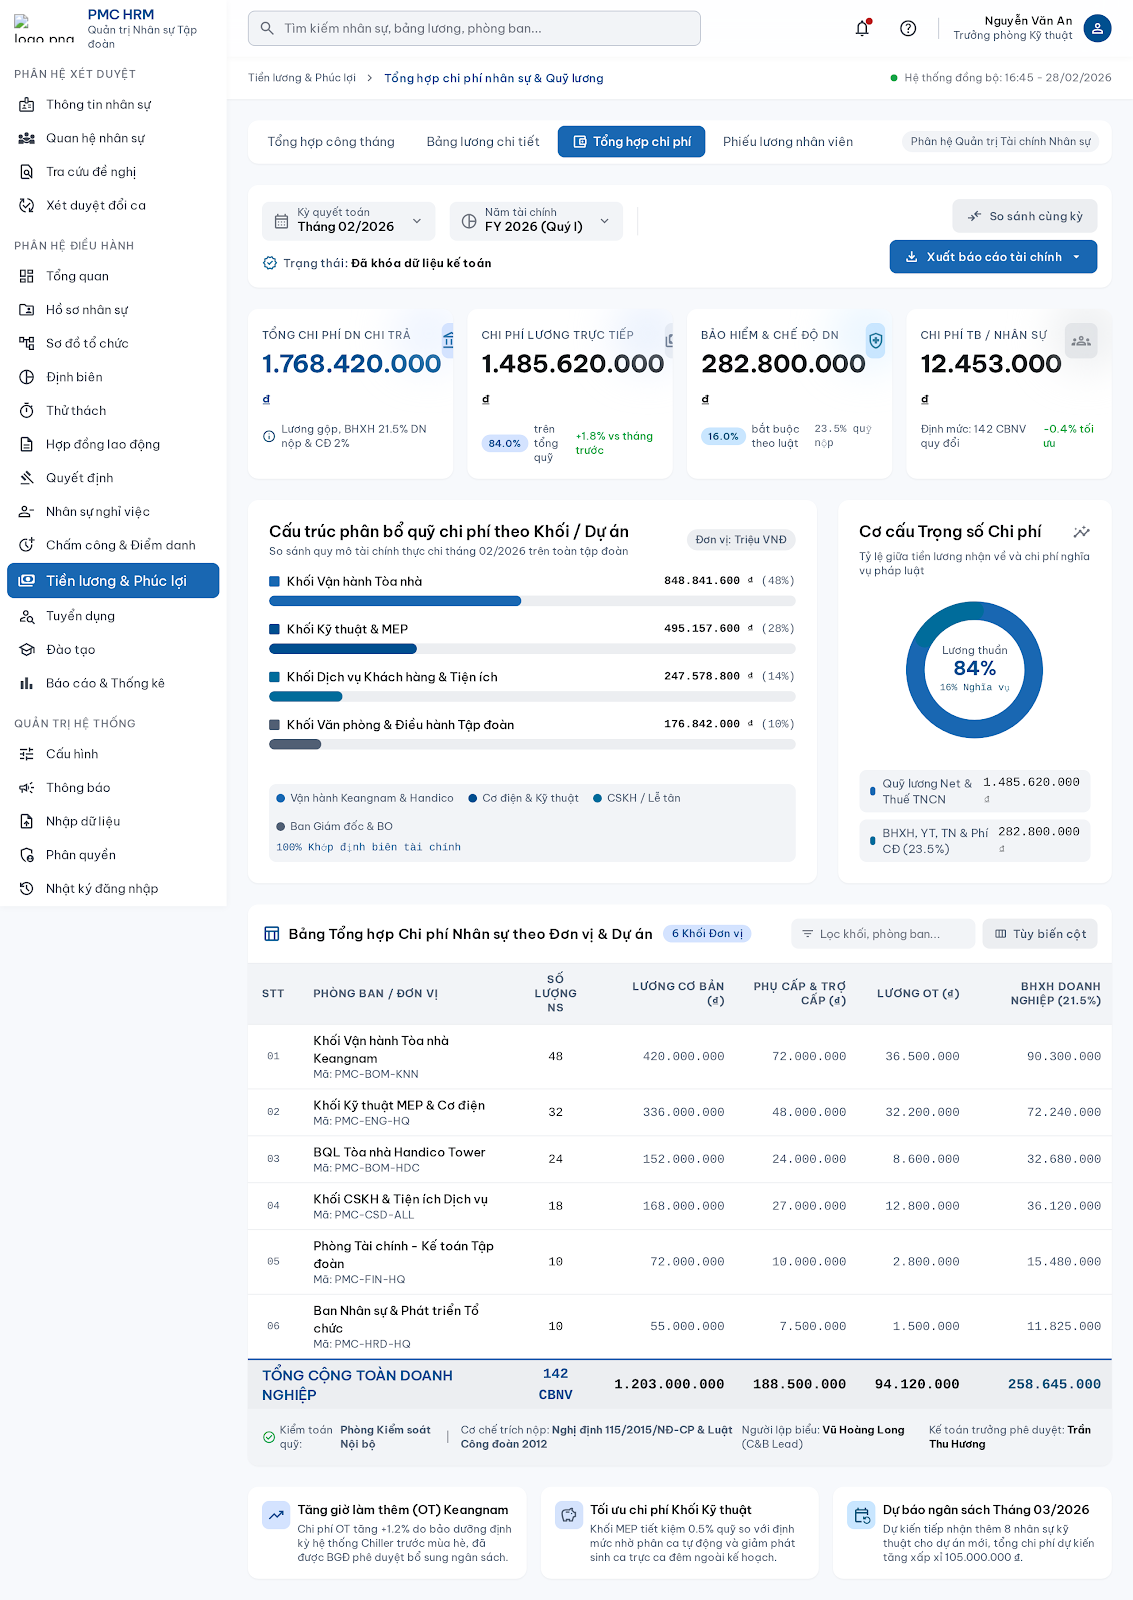 logo png
PMC HRM
Quản trị Nhân sự Tập đoàn
PHÂN HỆ XÉT DUYỆT
Thông tin nhân sự
Quan hệ nhân sự
Tra cứu đề nghị
Xét duyệt đổi ca
PHÂN HỆ ĐIỀU HÀNH
Tổng quan
Hồ sơ nhân sự
Sơ đồ tổ chức
Định biên
Thử thách
Hợp đồng lao động
Quyết định
Nhân sự nghỉ việc
Chấm công & Điểm danh
Tiền lương & Phúc lợi
Tuyển dụng
Đào tạo
Báo cáo & Thống kê
QUẢN TRỊ HỆ THỐNG
Cấu hình
Thông báo
Nhập dữ liệu
Phân quyền
Nhật ký đăng nhập
Tìm kiếm nhân sự, bảng lương, phòng ban...
Nguyễn Văn An
Trưởng phòng Kỹ thuật
Tiền lương & Phúc lợi > Tổng hợp chi phí nhân sự & Quỹ lương
Hệ thống đồng bộ: 16:45 - 28/02/2026
Tổng hợp công tháng
Bảng lương chi tiết
Tổng hợp chi phí
Phiếu lương nhân viên
Phân hệ Quản trị Tài chính Nhân sự
Kỳ quyết toán
Tháng 02/2026
Năm tài chính
FY 2026 (Quý I)
So sánh cùng kỳ
Trạng thái: Đã khóa dữ liệu kế toán
Xuất báo cáo tài chính
TỔNG CHI PHÍ DN CHI TRẢ
1.768.420.000
đ
Lương gộp, BHXH 21.5% DN
nộp & CĐ 2%
CHI PHÍ LƯƠNG TRỰC TIẾP
1.485.620.000
đ
84.0%
trên
tổng
quỹ
+1.8% vs tháng
trước
BẢO HIỂM & CHẾ ĐỘ DN
282.800.000
đ
16.0%
bắt buộc
theo luật
23.5% quỹ
nộp
CHI PHÍ TB / NHÂN SỰ
12.453.000
đ
Định mức: 142 CBNV
quy đổi
-0.4% tối
ưu
Cấu trúc phân bổ quỹ chi phí theo Khối / Dự án
So sánh quy mô tài chính thực chi tháng 02/2026 trên toàn tập đoàn
Đơn vị: Triệu VNĐ
Khối Vận hành Tòa nhà
848.841.600 đ (48%)
Khối Kỹ thuật & MEP
495.157.600 đ (28%)
Khối Dịch vụ Khách hàng & Tiện ích
247.578.800 đ (14%)
Khối Văn phòng & Điều hành Tập đoàn
176.842.000 đ (10%)
Vận hành Keangnam & Handico
Cơ điện & Kỹ thuật
CSKH / Lễ tân
Ban Giám đốc & BO
100% Khớp định biên tài chính
Cơ cấu Trọng số Chi phí
Tỷ lệ giữa tiền lương nhận về và chi phí nghĩa
vụ pháp luật
Lương thuần
84%
16% Nghĩa vụ
Quỹ lương Net &
Thuế TNCN
1.485.620.000
đ
BHXH, YT, TN & Phí
CĐ (23.5%)
282.800.000
đ
Bảng Tổng hợp Chi phí Nhân sự theo Đơn vị & Dự án
6 Khối Đơn vị
Lọc khối, phòng ban...
Tùy biến cột
STT
PHÒNG BAN / ĐƠN VỊ
SỐ
LƯỢNG
NS
LƯƠNG CƠ BẢN
(đ)
PHỤ CẤP & TRỢ
CẤP (đ)
LƯƠNG OT (đ)
BHXH DOANH
NGHIỆP (21.5%)
01
Khối Vận hành Tòa nhà
Keangnam
Mã: PMC-BOM-KNN
48
420.000.000
72.000.000
36.500.000
90.300.000
02
Khối Kỹ thuật MEP & Cơ điện
Mã: PMC-ENG-HQ
32
336.000.000
48.000.000
32.200.000
72.240.000
03
BQL Tòa nhà Handico Tower
Mã: PMC-BOM-HDC
24
152.000.000
24.000.000
8.600.000
32.680.000
04
Khối CSKH & Tiện ích Dịch vụ
Mã: PMC-CSD-ALL
18
168.000.000
27.000.000
12.800.000
36.120.000
05
Phòng Tài chính - Kế toán Tập
đoàn
Mã: PMC-FIN-HQ
10
72.000.000
10.000.000
2.800.000
15.480.000
06
Ban Nhân sự & Phát triển Tổ
chức
Mã: PMC-HRD-HQ
10
55.000.000
7.500.000
1.500.000
11.825.000
TỔNG CỘNG TOÀN DOANH
NGHIỆP
142
CBNV
1.203.000.000
188.500.000
94.120.000
258.645.000
Kiểm toán
quỹ:
Phòng Kiểm soát
Nội bộ
Cơ chế trích nộp: Nghị định 115/2015/NĐ-CP & Luật
Công đoàn 2012
Người lập biểu: Vũ Hoàng Long
(C&B Lead)
Kế toán trưởng phê duyệt: Trần
Thu Hương
Tăng giờ làm thêm (OT) Keangnam
Chi phí OT tăng +1.2% do bảo dưỡng định
kỳ hệ thống Chiller trước mùa hè, đã
được BGĐ phê duyệt bổ sung ngân sách.
Tối ưu chi phí Khối Kỹ thuật
Khối MEP tiết kiệm 0.5% quỹ so với định
mức nhờ phân ca tự động và giảm phát
sinh ca trực ca đêm ngoài kế hoạch.
Dự báo ngân sách Tháng 03/2026
Dự kiến tiếp nhận thêm 8 nhân sự kỹ
thuật cho dự án mới, tổng chi phí dự kiến
tăng xấp xỉ 105.000.000 đ.